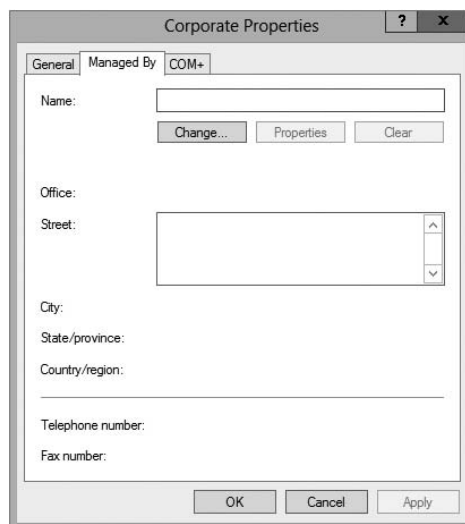 Corporate Properties ? x
General Managed By COM+
Name:
Change... Properties Clear
Office:
Street:
City:
State/province:
Country/region:
Telephone number:
Fax number:
OK Cancel Apply